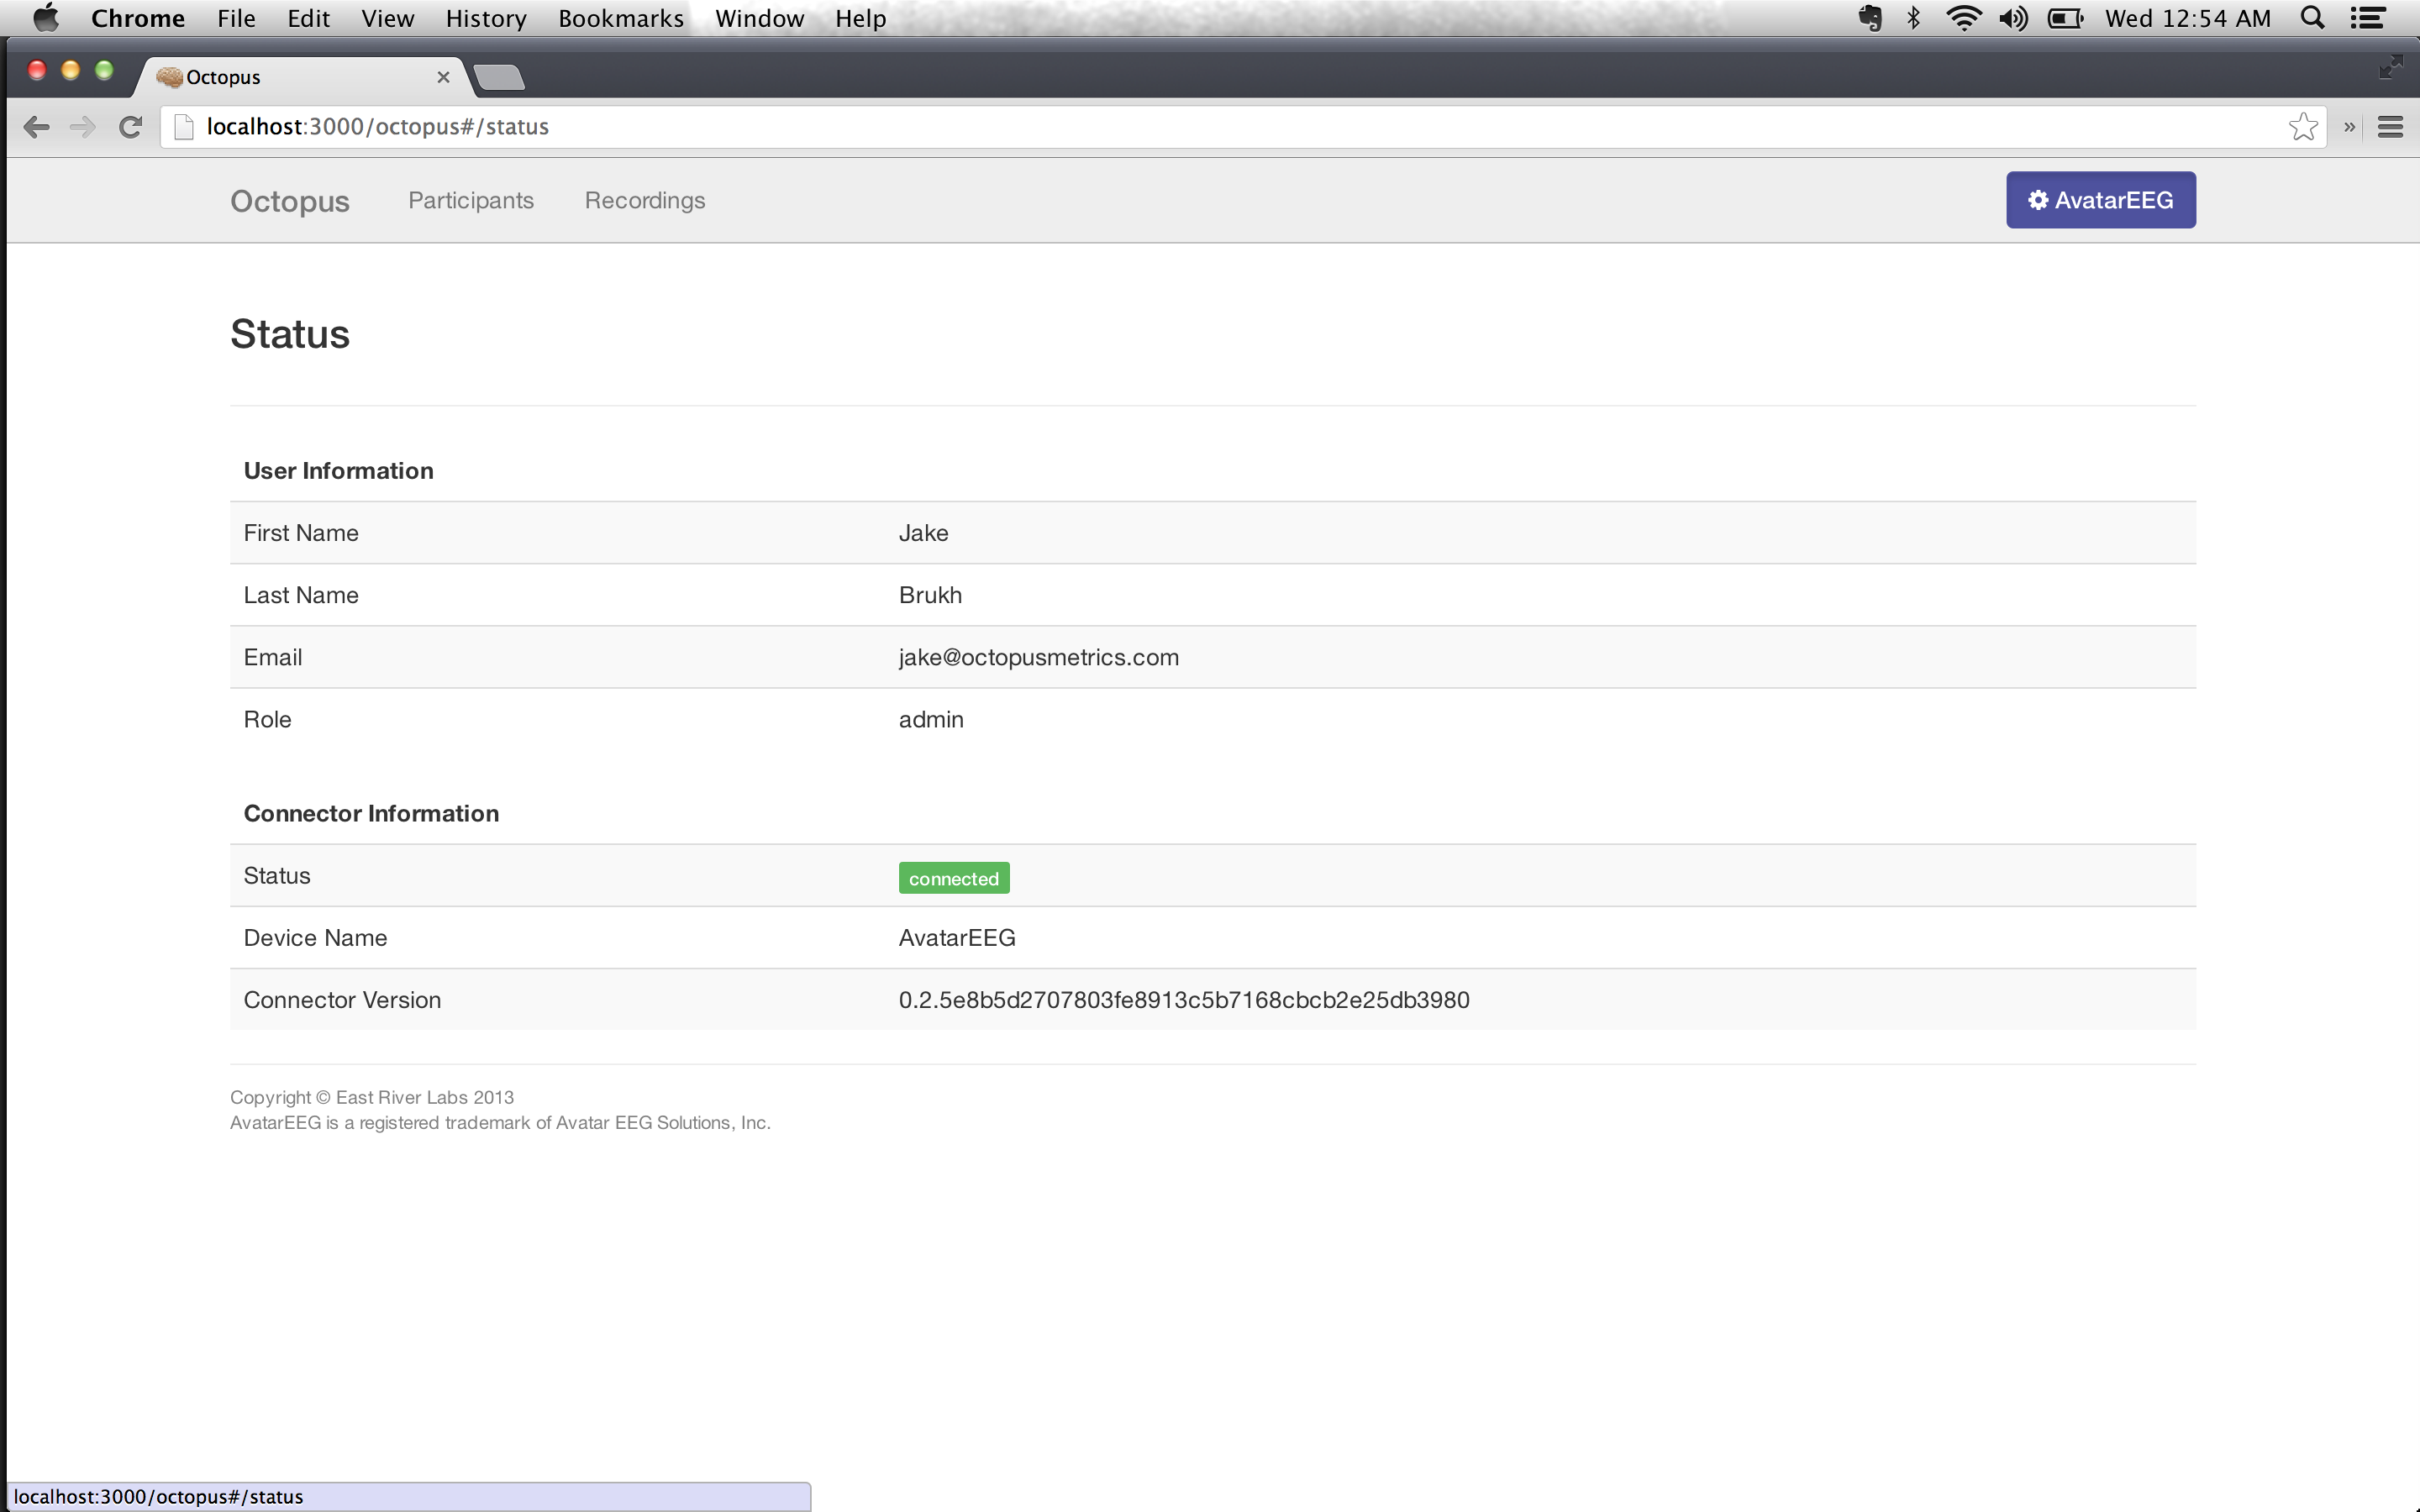 Chrome File Edit View History Bookmarks Window Help Wed 12:54 AM
Octopus
localhost:3000/octopus#/status
Octopus Participants Recordings AvatarEEG
Status
User Information
First Name Jake
Last Name Brukh
Email jake@octopusmetrics.com
Role admin
Connector Information
Status connected
Device Name AvatarEEG
Connector Version 0.2.5e8b5d2707803fe8913c5b7168cbcb2e25db3980
Copyright © East River Labs 2013
AvatarEEG is a registered trademark of Avatar EEG Solutions, Inc.
localhost:3000/octopus#/status